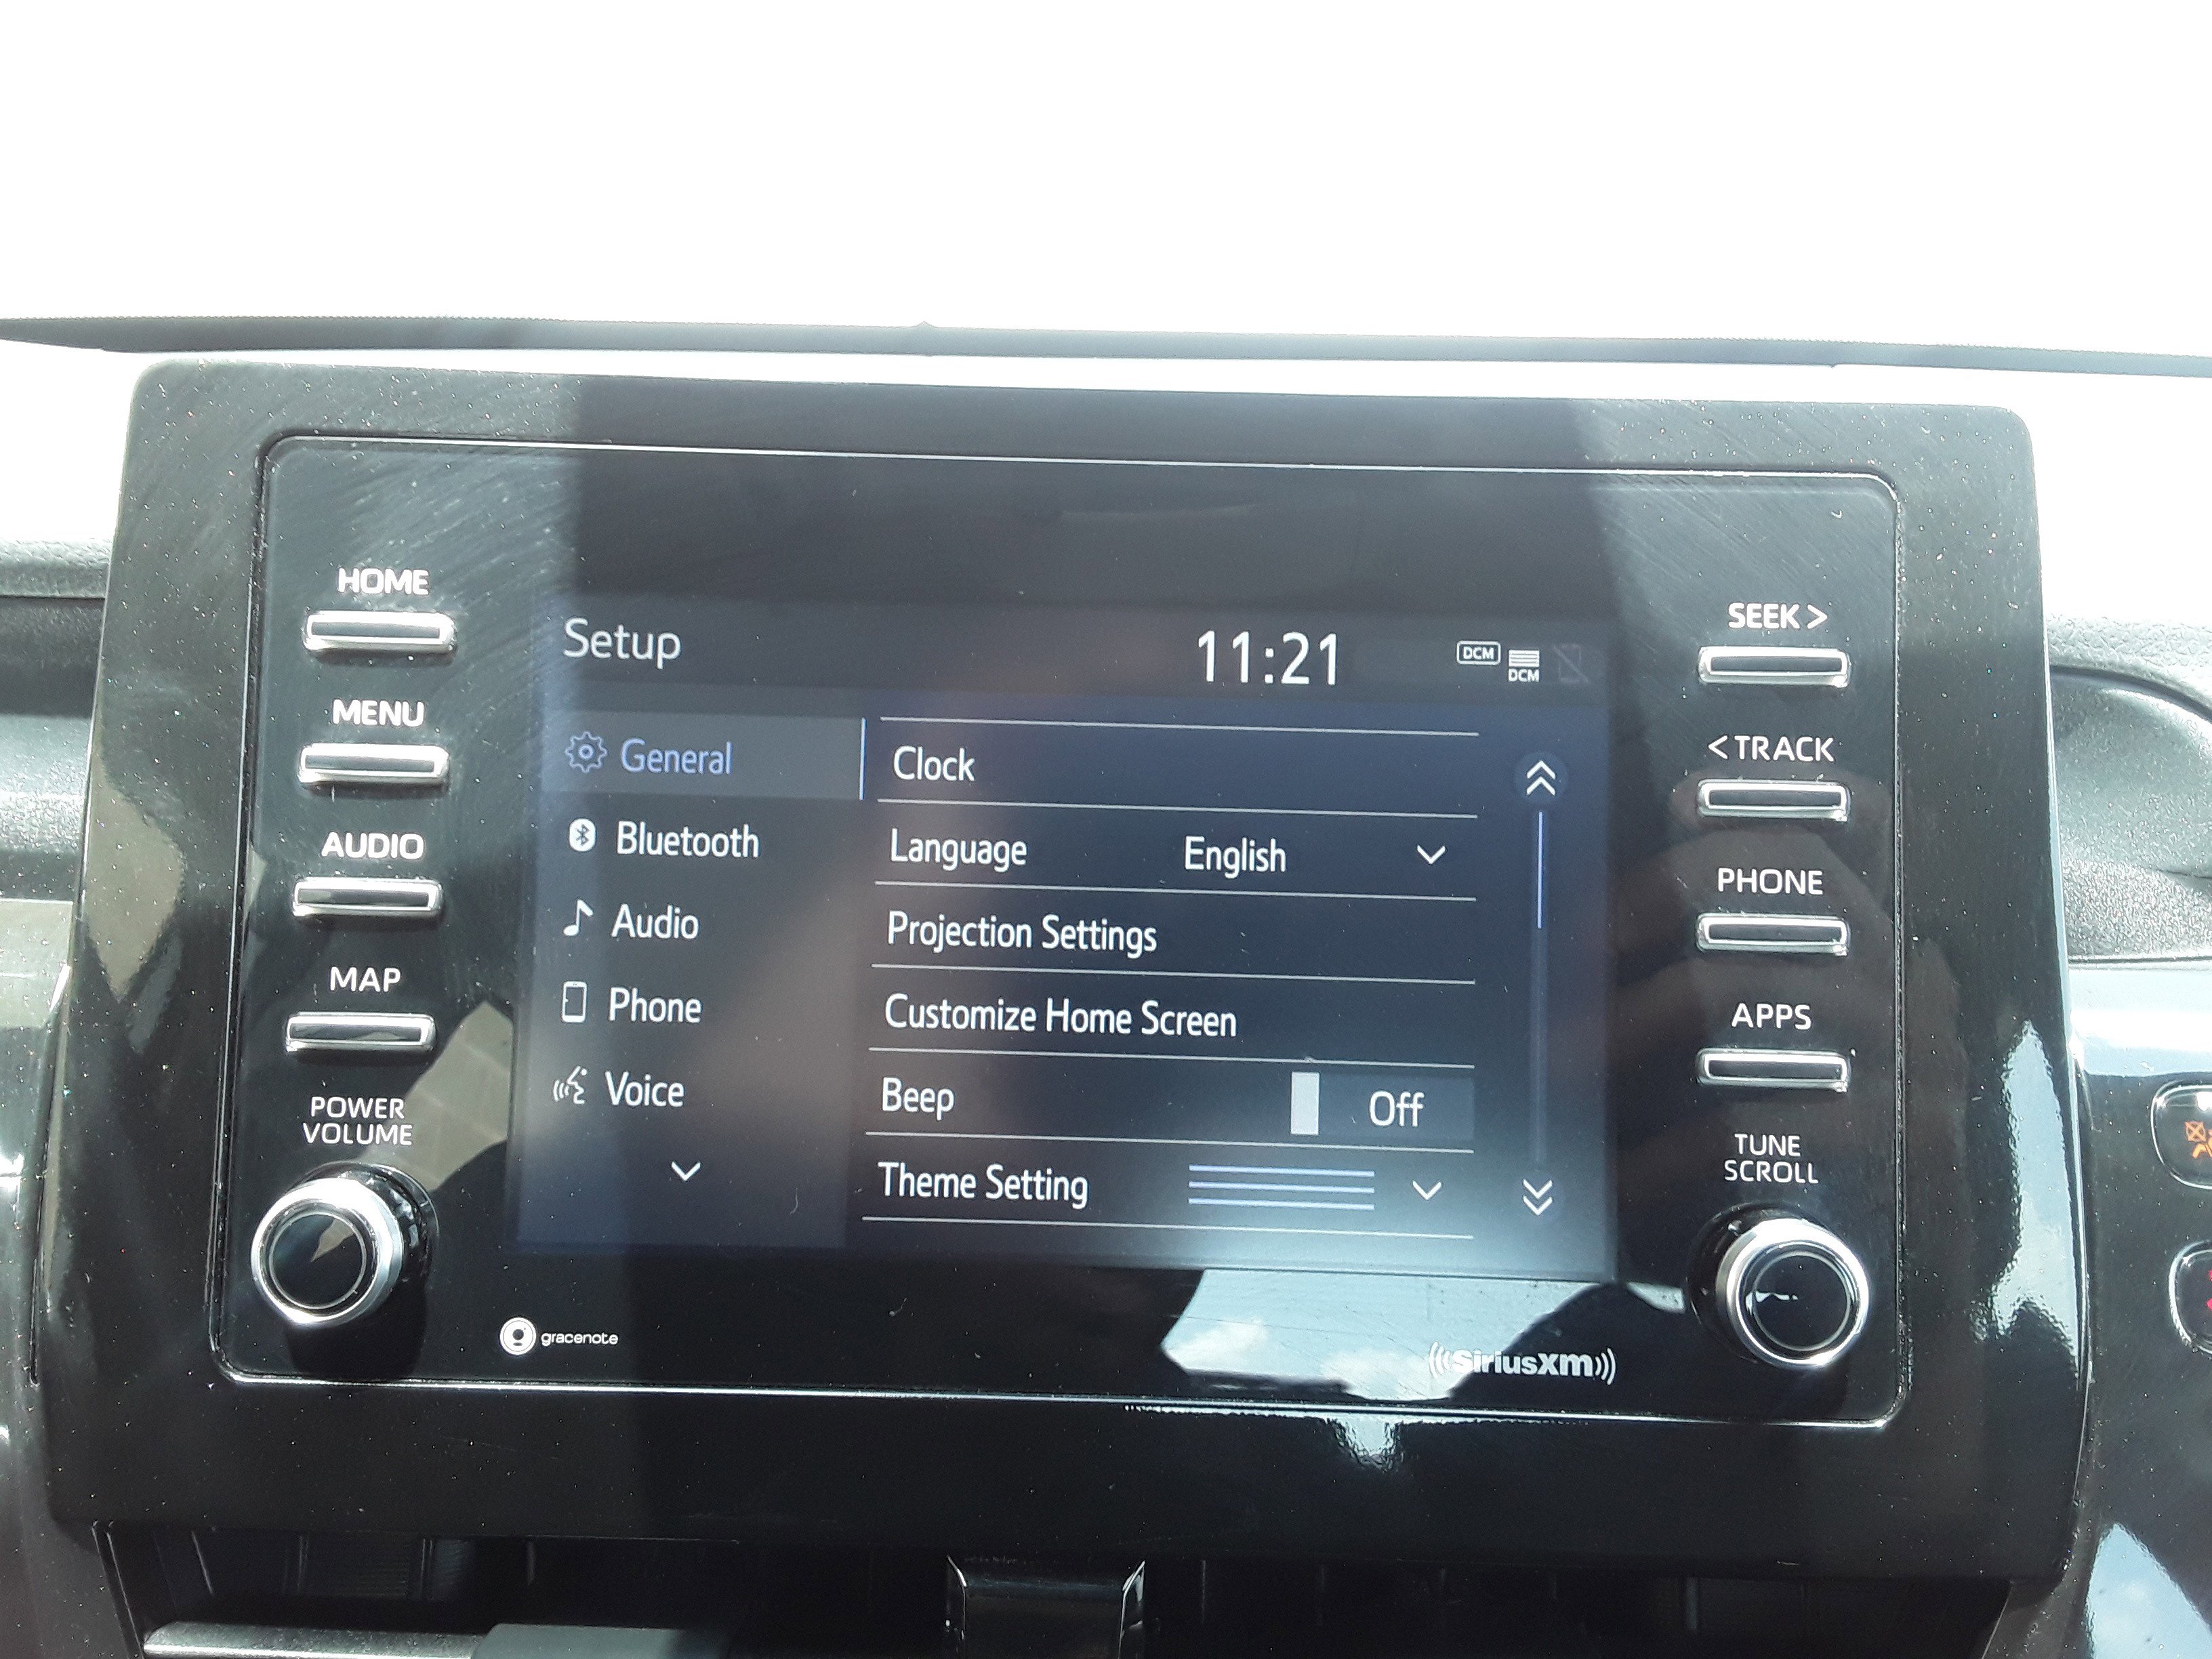 HOME
MENU
AUDIO
MAP
POWER
VOLUME
Setup
11:21
DCM
DCM
General
Bluetooth
Audio
Phone
Voice
Clock
Language English
Projection Settings
Customize Home Screen
Beep Off
Theme Setting
SEEK >
< TRACK
PHONE
APPS
TUNE
SCROLL
gracenote
SiriusXM